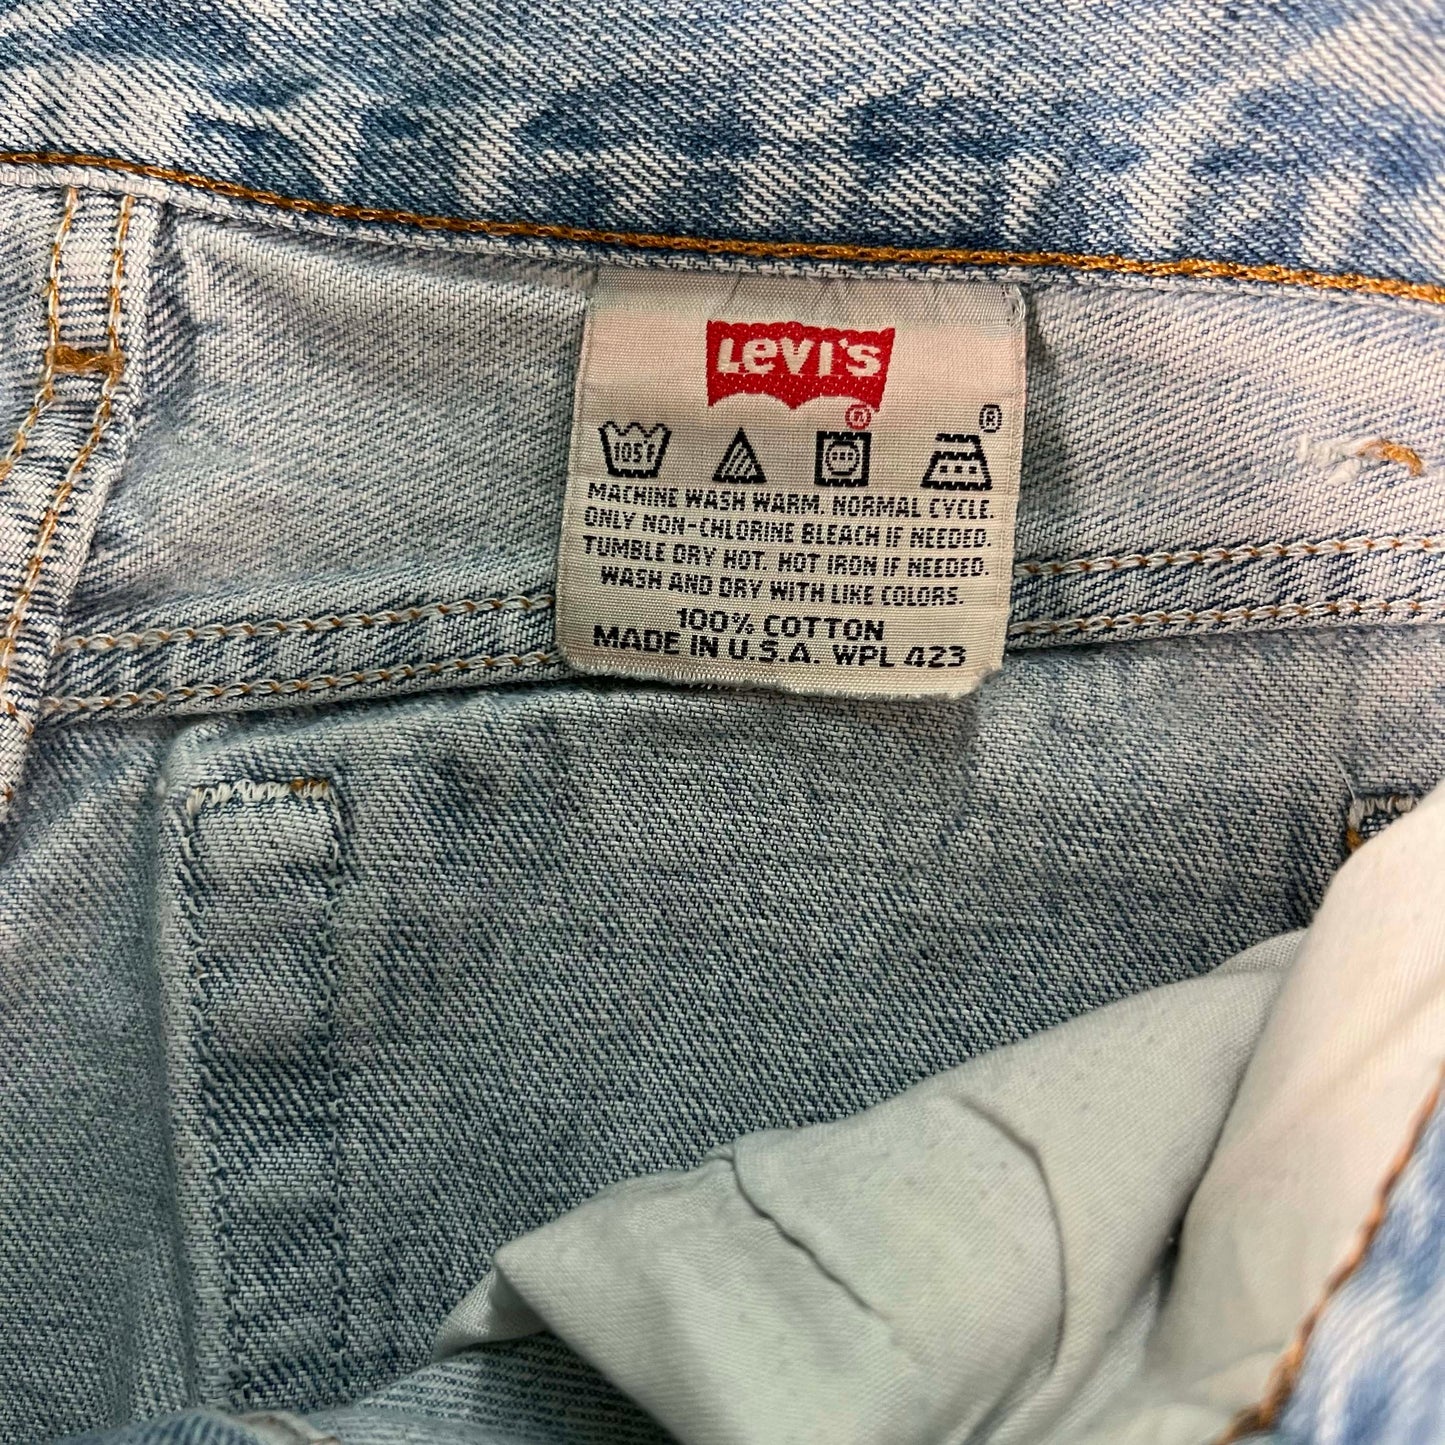 LEVI'S
®
®
105F
MACHINE WASH WARM. NORMAL CYCLE.
ONLY NON-CHLORINE BLEACH IF NEEDED.
TUMBLE DRY HOT. HOT IRON IF NEEDED.
WASH AND DRY WITH LIKE COLORS.
100% COTTON
MADE IN U.S.A. WPL 423